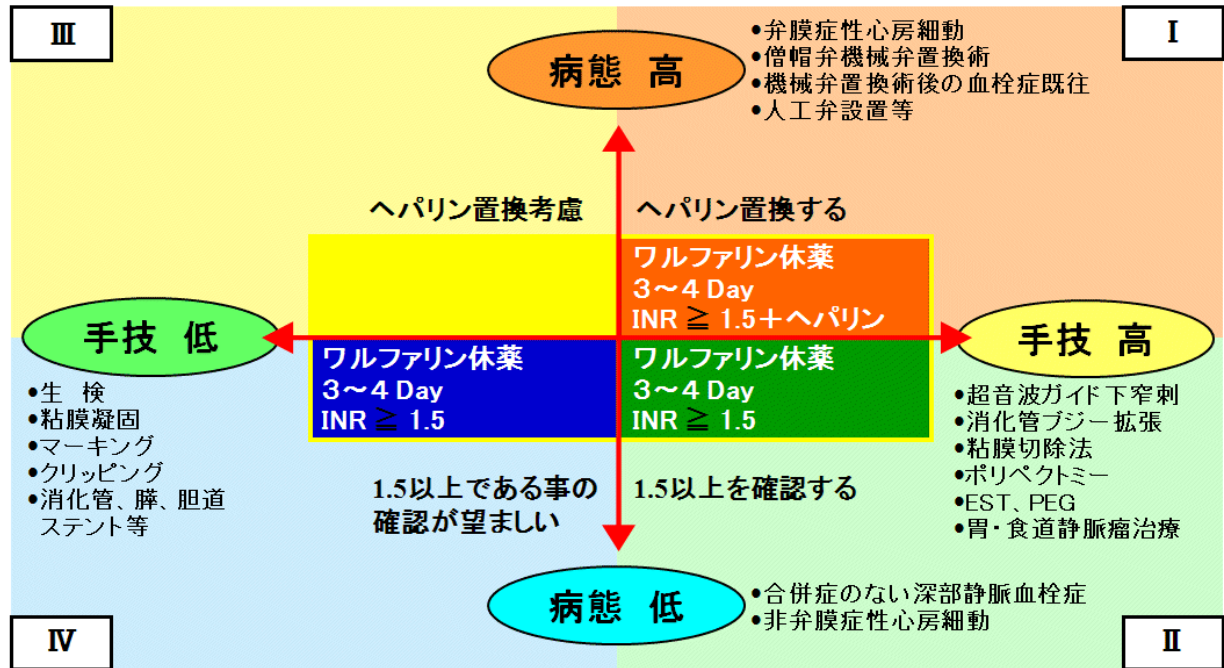 Ⅲ
Ⅰ
病態 高
●弁膜症性心房細動
●僧帽弁機械弁置換術
●機械弁置換術後の血栓症既往
●人工弁設置等
ヘパリン置換考慮
ヘパリン置換する
ワルファリン休薬
3~4 Day
INR ≧ 1.5+ヘパリン
手技 低
手技 高
ワルファリン休薬
3~4 Day
INR ≧ 1.5
ワルファリン休薬
3~4 Day
INR ≧ 1.5
●生 検
●粘膜凝固
●マーキング
●クリッピング
●消化管、膵、胆道
ステント等
●超音波ガイド下窄刺
●消化管ブジー拡張
●粘膜切除法
●ポリペクトミー
●EST、PEG
●胃・食道静脈瘤治療
1.5以上である事の
確認が望ましい
1.5以上を確認する
病態 低
●合併症のない深部静脈血栓症
●非弁膜症性心房細動
Ⅳ
Ⅱ